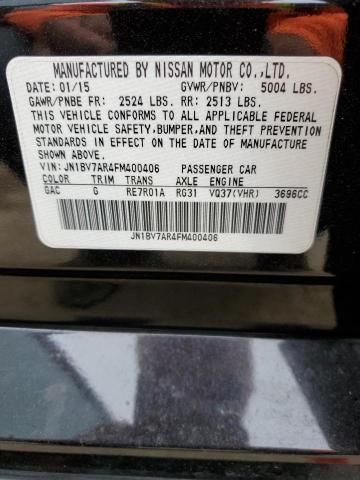 MANUFACTURED BY NISSAN MOTOR CO.,LTD.
DATE: 01/15 GVWR/PNBV: 5004 LBS.
GAWR/PNBE FR: 2524 LBS. RR: 2513 LBS.
THIS VEHICLE CONFORMS TO ALL APPLICABLE FEDERAL
MOTOR VEHICLE SAFETY,BUMPER,AND THEFT PREVENTION
STANDARDS IN EFFECT ON THE DATE OF MANUFACTURE
SHOWN ABOVE.
VIN: JN1BV7AR4FM400406 PASSENGER CAR
COLOR TRIM TRANS AXLE ENGINE
GAC G RE7R01A RG31 VQ37(VHR) 3696CC
JN1BV7AR4FM400406